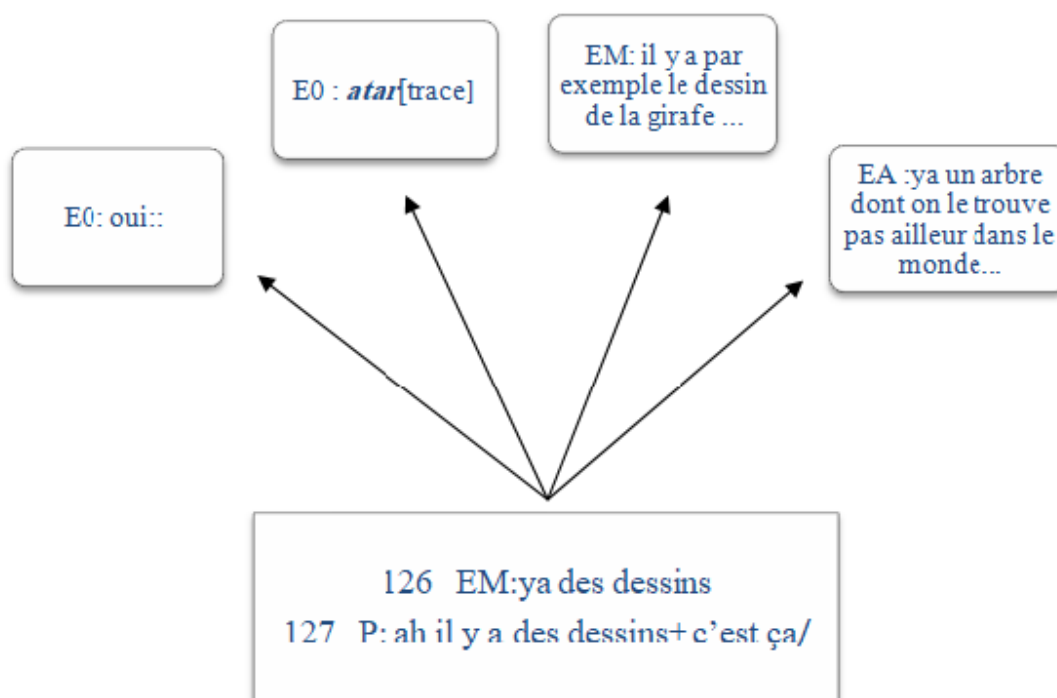 E0: oui::
E0 : atar[trace]
EM: il y a par
exemple le dessin
de la girafe ...
EA :ya un arbre
dont on le trouve
pas ailleur dans le
monde...
126 EM:ya des dessins
127 P: ah il y a des dessins+ c’est ça/